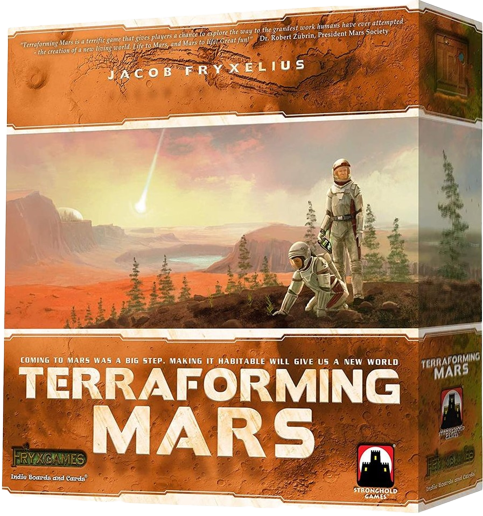 "Terraforming Mars is a terrific game that gives players a chance to explore the way to the grandest work humans have ever attempted
- the creation of a new living world. Life to Mars, and Mars to life! Great fun!"
Dr. Robert Zubrin, President Mars Society
JACOB FRYXELIUS
COMING TO MARS WAS A BIG STEP. MAKING IT HABITABLE WILL GIVE US A NEW WORLD
TERRAFORMING
MARS
FRYXGAMES
Indie Boards and Cards
STRONGHOLD
GAMES
TERRAFORMING
MARS
STRONGHOLD
GAMES
FRYXGAMES